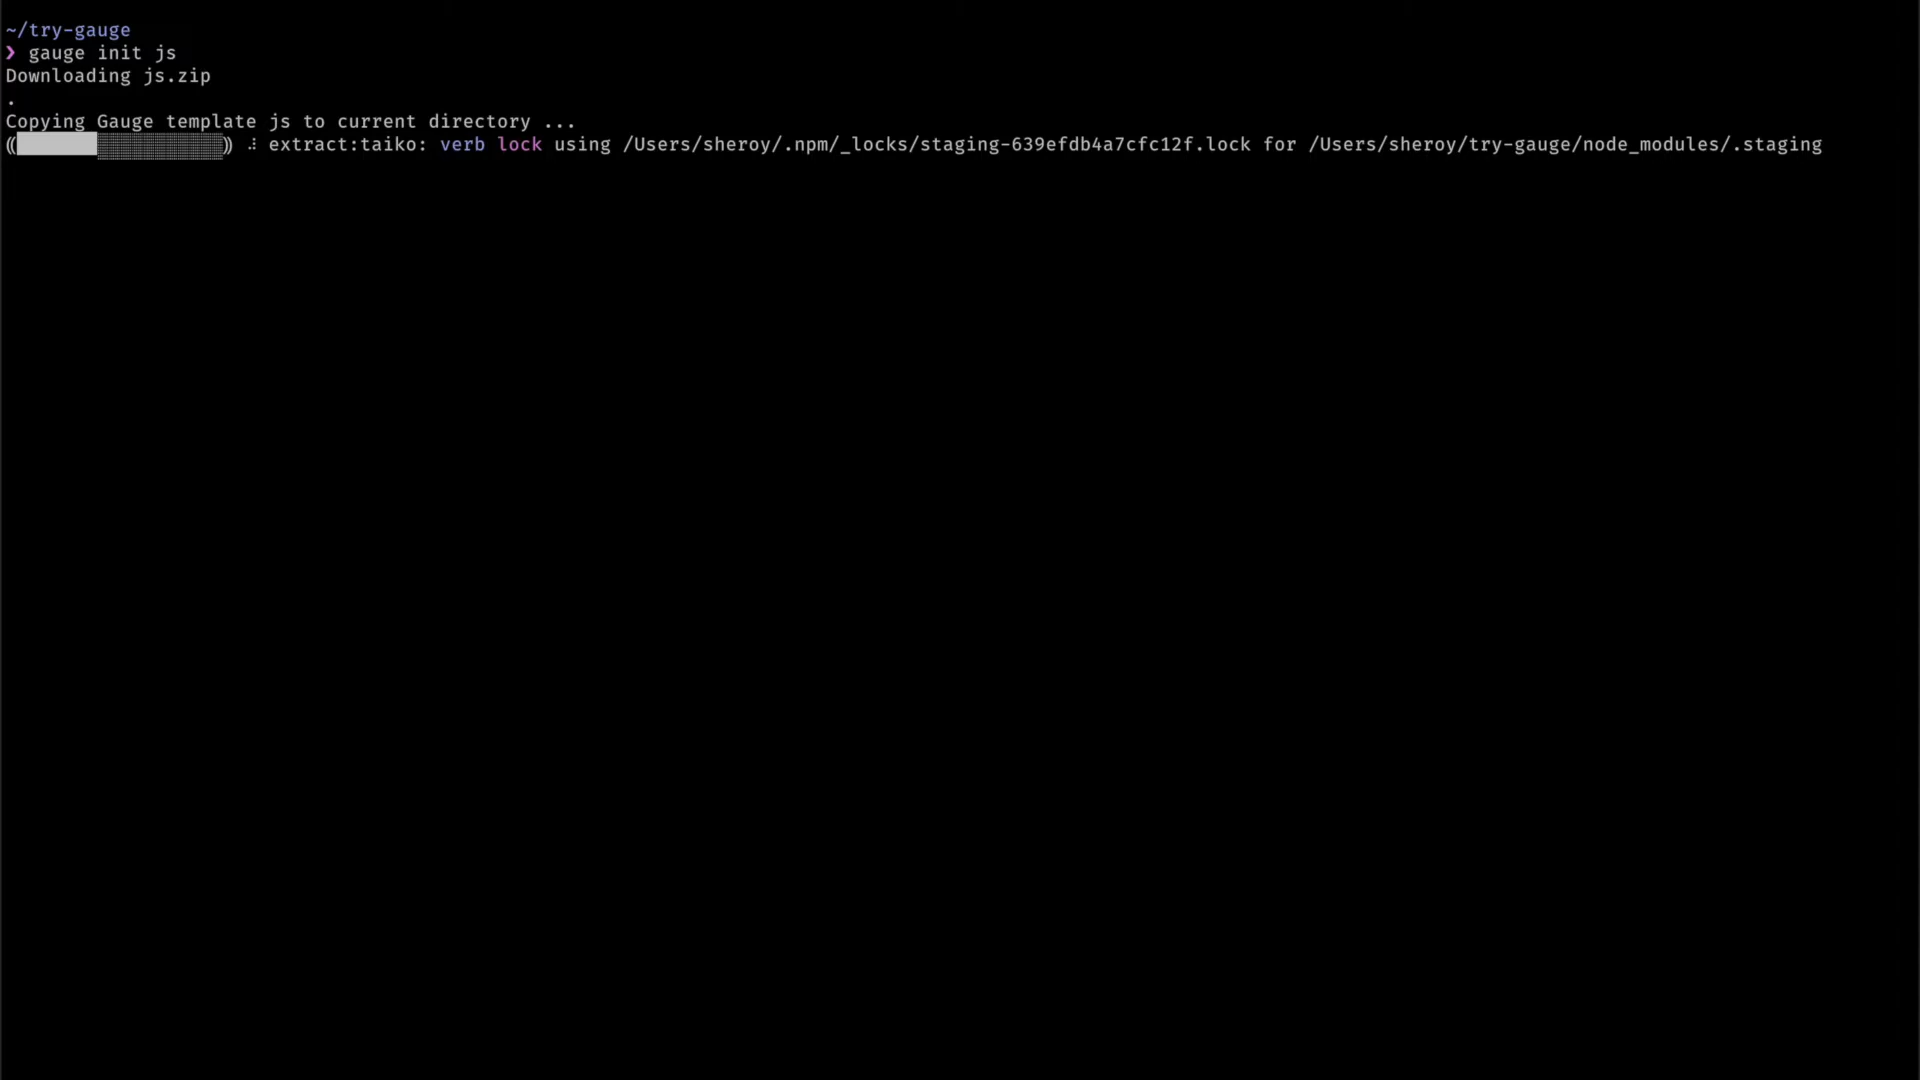 ~/try-gauge
❯ gauge init js
Downloading js.zip
.
Copying Gauge template js to current directory ...
(( )) ⠼ extract:taiko: verb lock using /Users/sheroy/.npm/_locks/staging-639efdb4a7cfc12f.lock for /Users/sheroy/try-gauge/node_modules/.staging